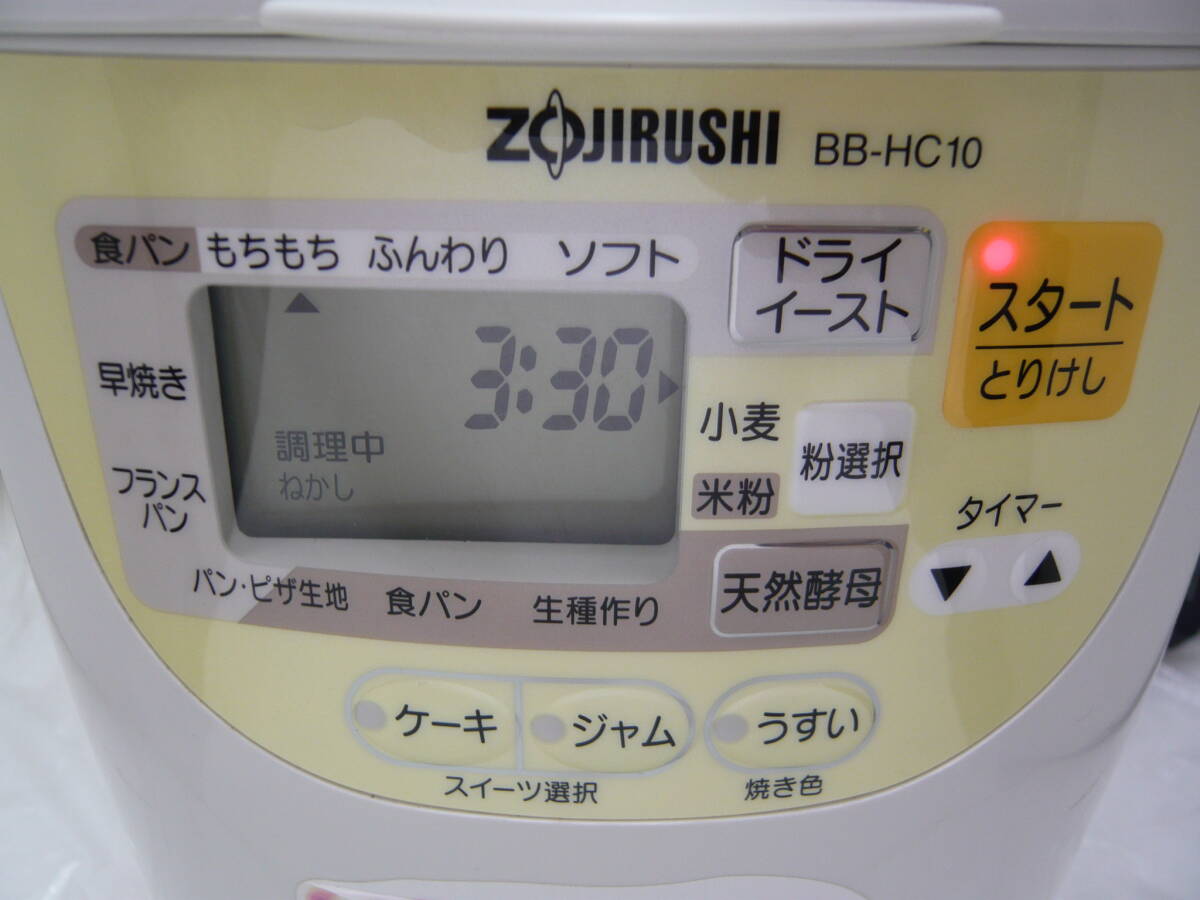 ZOJIRUSHI BB-HC10
食パン もちもち ふんわり ソフト
ドライ
イースト
スタート
とりけし
3:30
早焼き
調理中
ねかし
小麦
粉選択
米粉
フランス
パン
タイマー
▼ ▲
パン・ピザ生地 食パン 生種作り
天然酵母
ケーキ ジャム うすい
スイーツ選択 焼き色